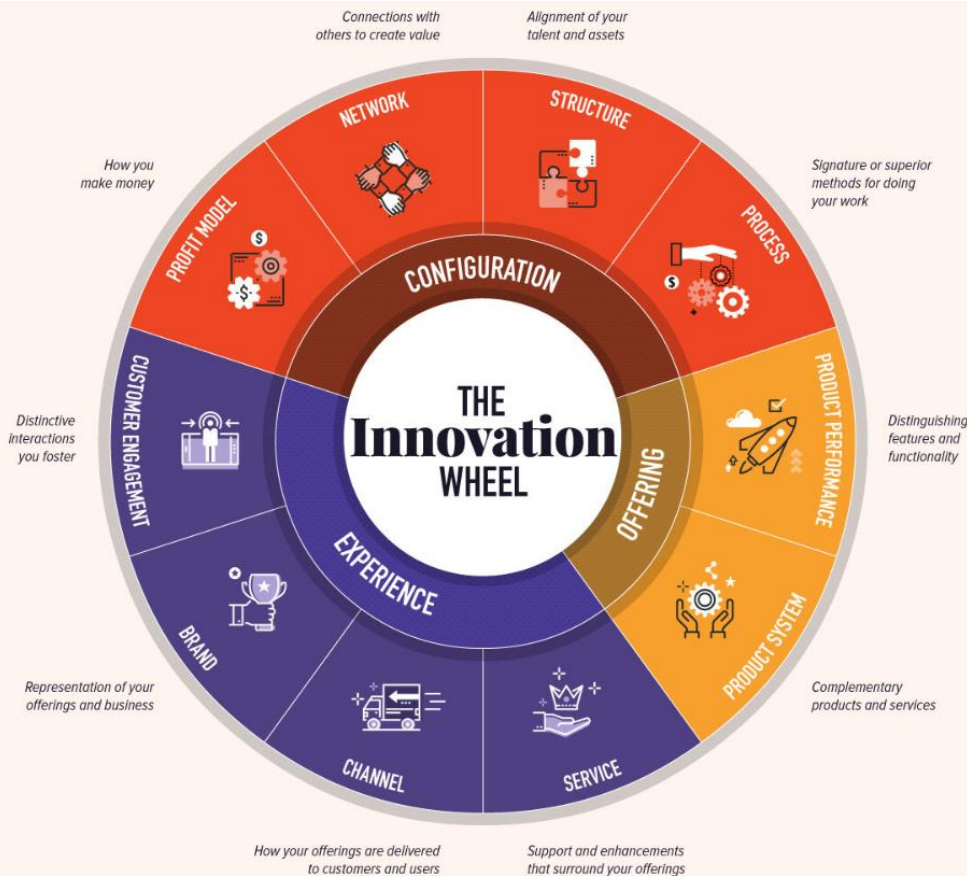 Connections with
others to create value
Alignment of your
talent and assets
NETWORK
STRUCTURE
How you
make money
Signature or superior
methods for doing
your work
PROFIT MODEL
$
$
PROCESS
$
CONFIGURATION
CUSTOMER ENGAGEMENT
PRODUCT PERFORMANCE
THE
Innovation
WHEEL
Distinctive
interactions
you foster
Distinguishing
features and
functionality
OFFERING
EXPERIENCE
BRAND
PRODUCT SYSTEM
Representation of your
offerings and business
Complementary
products and services
CHANNEL
SERVICE
How your offerings are delivered
to customers and users
Support and enhancements
that surround your offerings